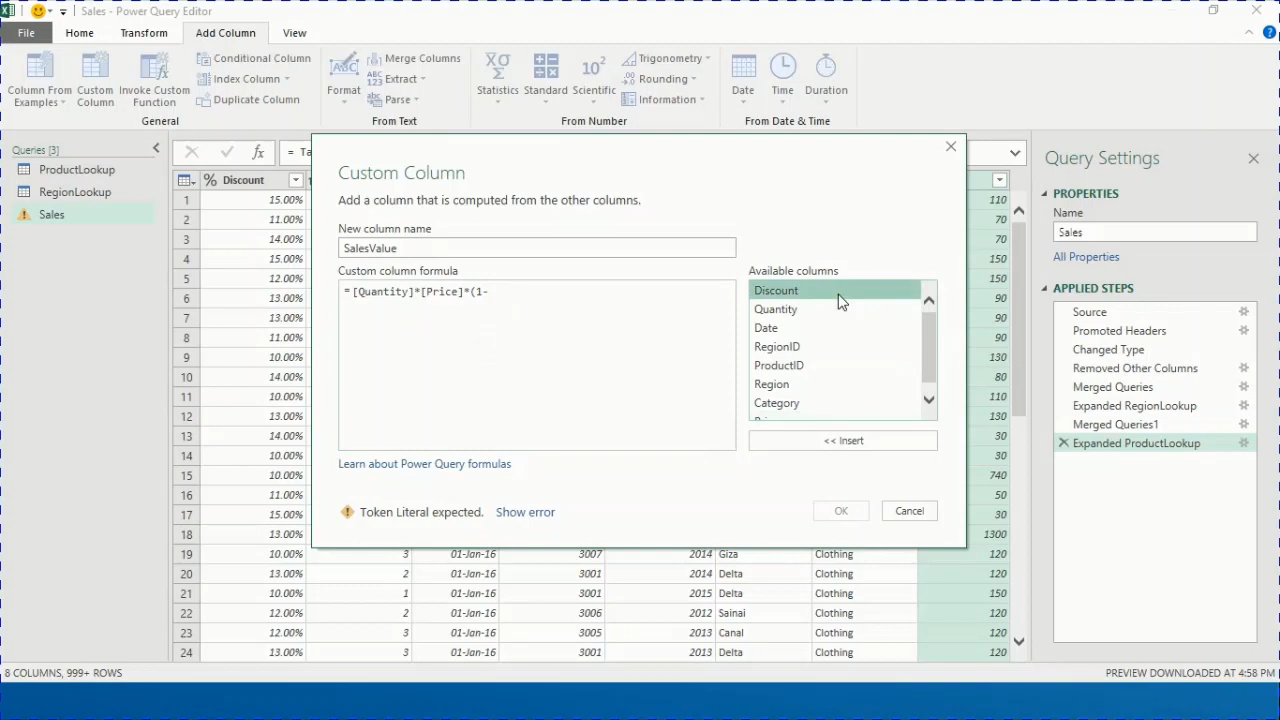 Sales - Power Query Editor
File Home Transform Add Column View
Column From Examples
Custom Column
Invoke Custom Function
Conditional Column
Index Column
Duplicate Column
General
Format
Merge Columns
Extract
Parse
From Text
Statistics
Standard
Scientific
Trigonometry
Rounding
Information
From Number
Date
Time
Duration
From Date & Time
Queries [3]
ProductLookup
RegionLookup
Sales
fx = Ta
% Discount
1 15.00% 110
2 11.00% 70
3 14.00% 70
4 15.00% 90
5 12.00% 90
6 13.00% 90
7 13.00% 90
8 11.00% 90
9 10.00% 130
10 14.00% 80
11 10.00% 110
12 13.00% 130
13 14.00% 30
14 10.00% 30
15 10.00% 740
16 11.00% 50
17 15.00% 30
18 13.00% 1300
19 10.00% 3 01-Jan-16 3007 2014 Giza Clothing 120
20 13.00% 2 01-Jan-16 3001 2014 Delta Clothing 120
21 10.00% 1 01-Jan-16 3001 2015 Delta Clothing 150
22 12.00% 2 01-Jan-16 3006 2012 Sainai Clothing 120
23 12.00% 3 01-Jan-16 3005 2013 Canal Clothing 120
24 13.00% 3 01-Jan-16 3001 2013 Delta Clothing 120
Custom Column
Add a column that is computed from the other columns.
New column name
SalesValue
Custom column formula
=[Quantity]*[Price]*(1-
Available columns
Discount
Quantity
Date
RegionID
ProductID
Region
Category
<< Insert
Learn about Power Query formulas
Token Literal expected. Show error
OK Cancel
Query Settings
PROPERTIES
Name
Sales
All Properties
APPLIED STEPS
Source
Promoted Headers
Changed Type
Removed Other Columns
Merged Queries
Expanded RegionLookup
Merged Queries1
Expanded ProductLookup
8 COLUMNS, 999+ ROWS PREVIEW DOWNLOADED AT 4:58 PM